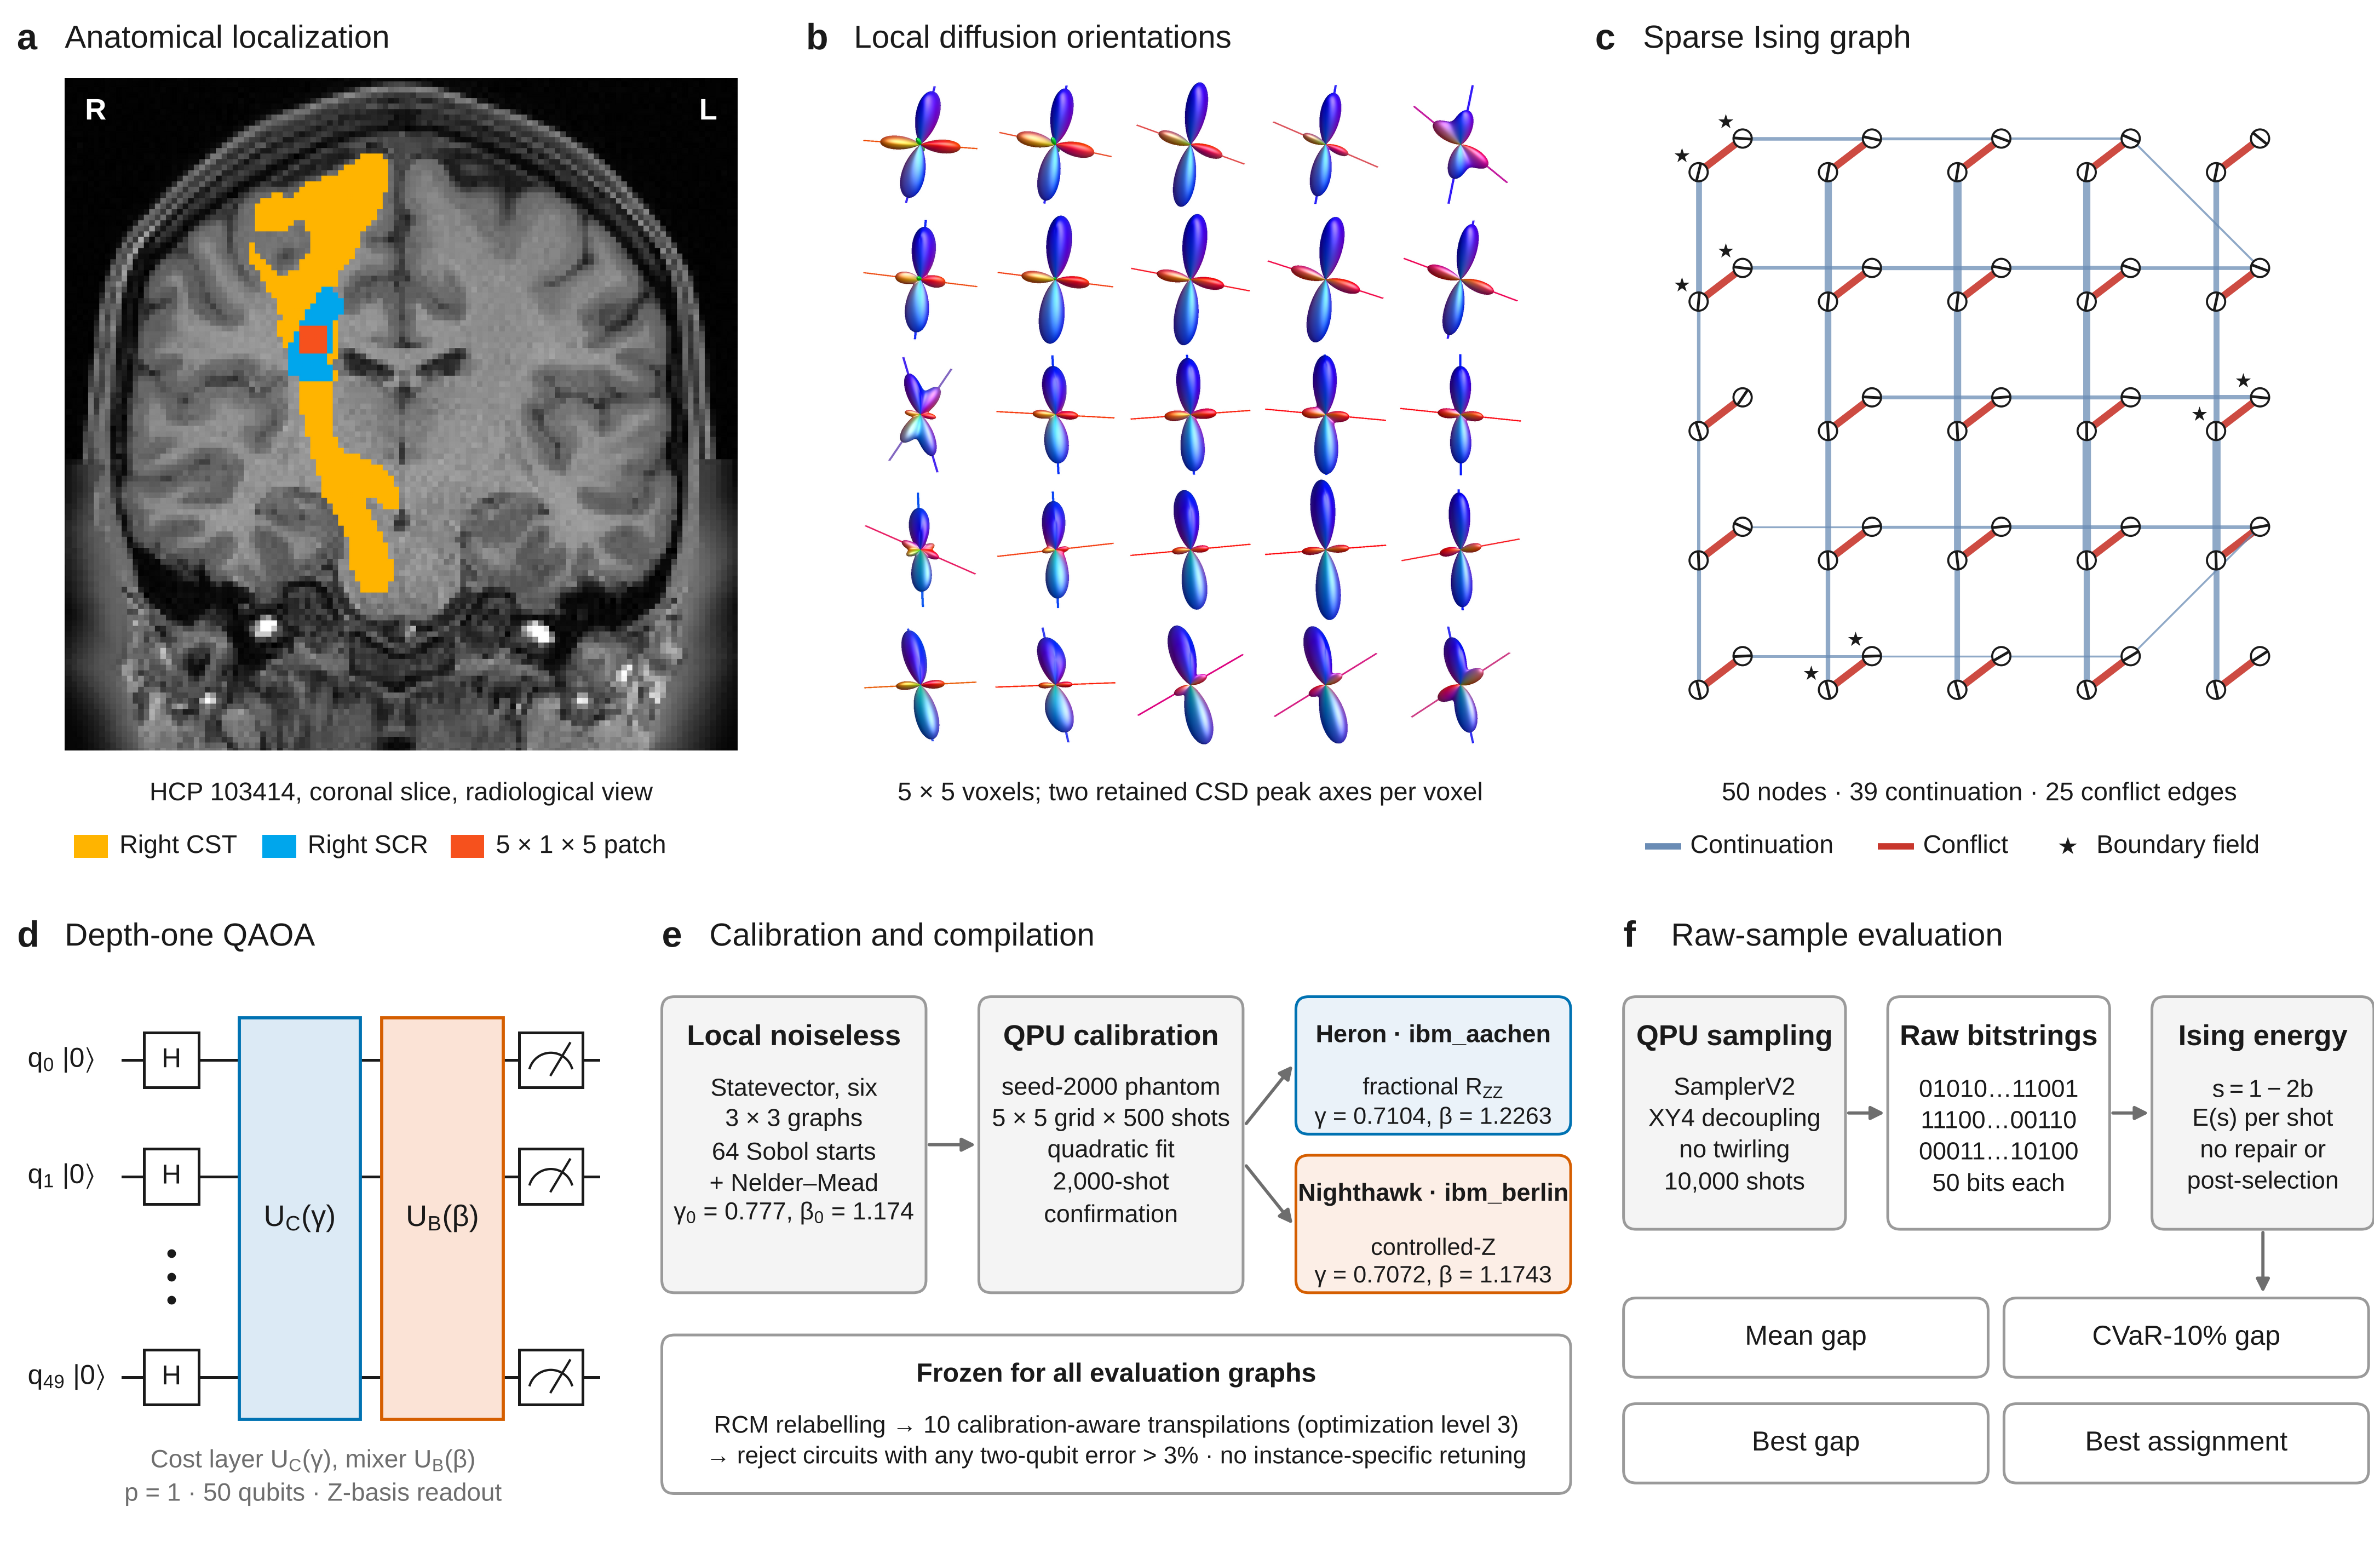 a Anatomical localization
R L
HCP 103414, coronal slice, radiological view
Right CST Right SCR 5 × 1 × 5 patch
b Local diffusion orientations
5 × 5 voxels; two retained CSD peak axes per voxel
c Sparse Ising graph
50 nodes · 39 continuation · 25 conflict edges
Continuation Conflict ★ Boundary field
d Depth-one QAOA
q₀ |0⟩ H
q₁ |0⟩ H
U_C(γ) U_B(β)
q₄₉ |0⟩ H
Cost layer U_C(γ), mixer U_B(β)
p = 1 · 50 qubits · Z-basis readout
e Calibration and compilation
Local noiseless
Statevector, six
3 × 3 graphs
64 Sobol starts
+ Nelder–Mead
γ₀ = 0.777, β₀ = 1.174
QPU calibration
seed-2000 phantom
5 × 5 grid × 500 shots
quadratic fit
2,000-shot
confirmation
Heron · ibm_aachen
fractional R_ZZ
γ = 0.7104, β = 1.2263
Nighthawk · ibm_berlin
controlled-Z
γ = 0.7072, β = 1.1743
Frozen for all evaluation graphs
RCM relabelling → 10 calibration-aware transpilations (optimization level 3)
→ reject circuits with any two-qubit error > 3% · no instance-specific retuning
f Raw-sample evaluation
QPU sampling
SamplerV2
XY4 decoupling
no twirling
10,000 shots
Raw bitstrings
01010…11001
11100…00110
00011…10100
50 bits each
Ising energy
s = 1 − 2b
E(s) per shot
no repair or
post-selection
Mean gap
CVaR-10% gap
Best gap
Best assignment